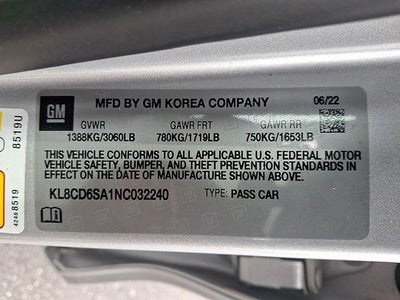 GM
MFD BY GM KOREA COMPANY
06/22
GVWR GAWR FRT GAWR RR
1388KG/3060LB 780KG/1719LB 750KG/1653LB
THIS VEHICLE CONFORMS TO ALL APPLICABLE U.S. FEDERAL MOTOR
VEHICLE SAFETY, BUMPER, AND THEFT PREVENTION STANDARDS IN
EFFECT ON THE DATE OF MANUFACTURE SHOWN ABOVE.
KL8CD6SA1NC032240 TYPE: PASS CAR
8519U
42468519